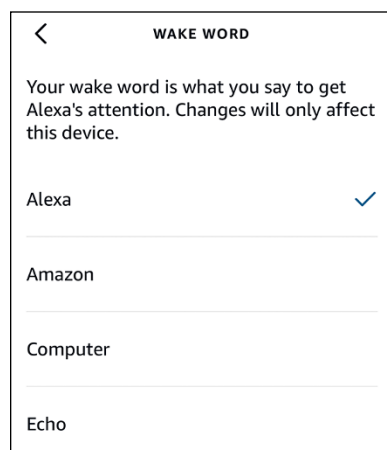 WAKE WORD
Your wake word is what you say to get
Alexa's attention. Changes will only affect
this device.
Alexa
Amazon
Computer
Echo